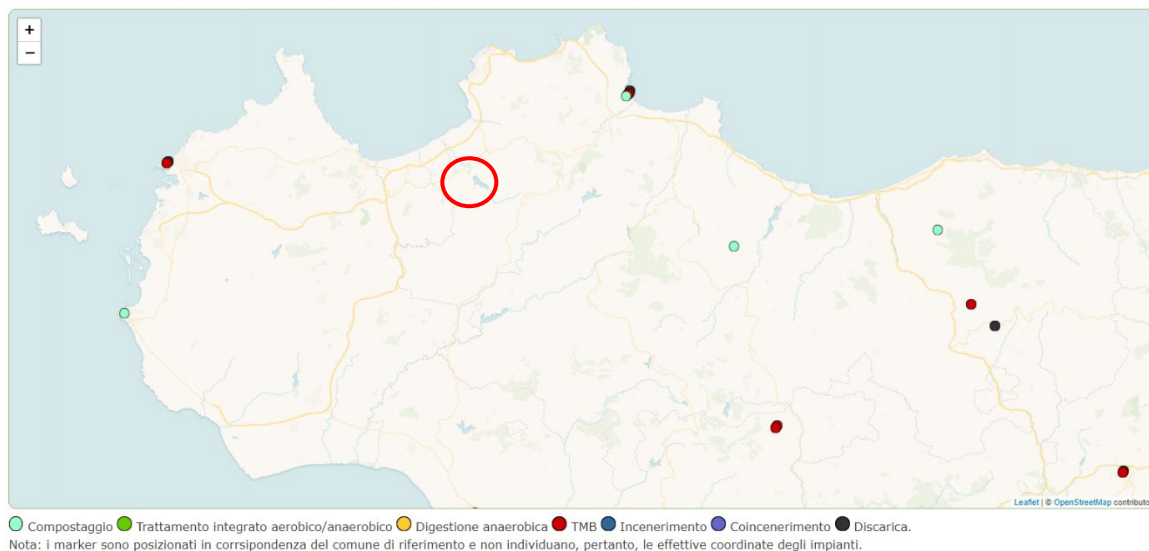 +
−
Leaflet | © OpenStreetMap contributo
Compostaggio Trattamento integrato aerobico/anaerobico Digestione anaerobica TMB Incenerimento Coincenerimento Discarica.
Nota: i marker sono posizionati in corrsipondenza del comune di riferimento e non individuano, pertanto, le effettive coordinate degli impianti.